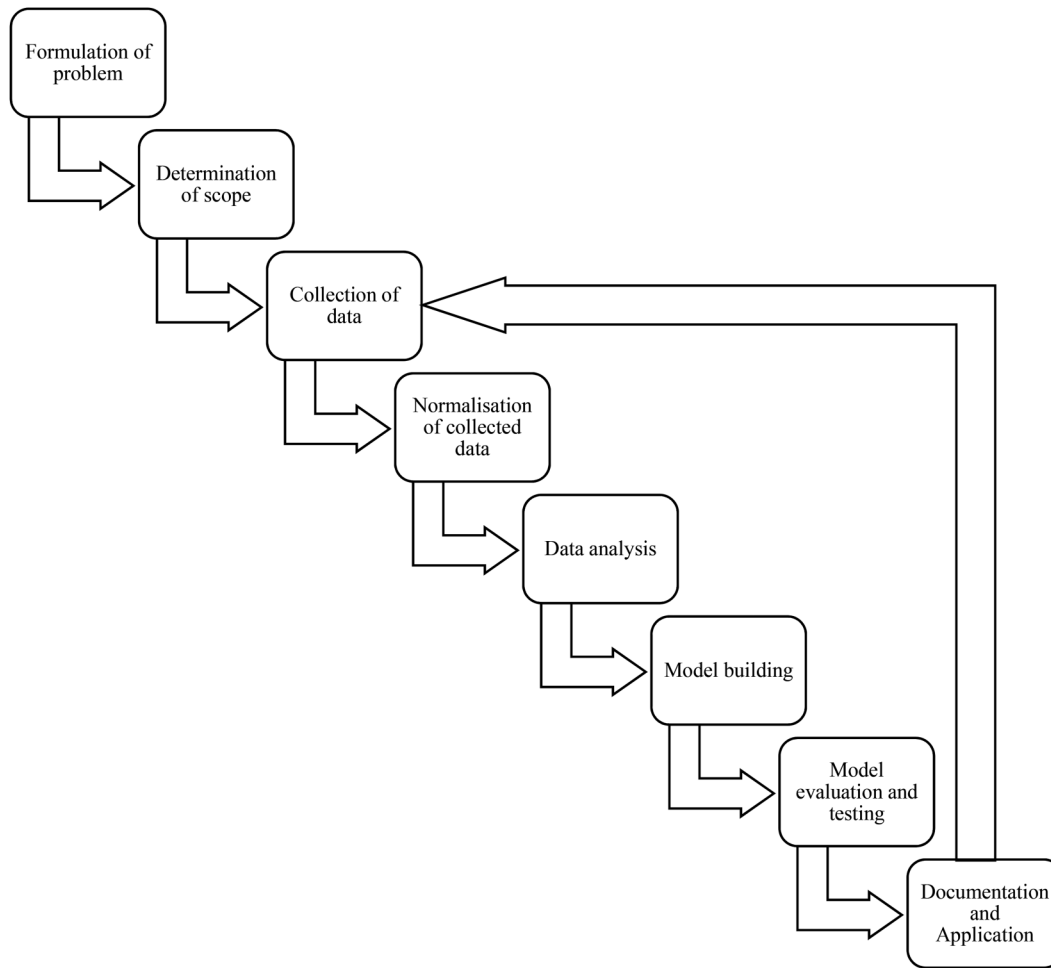 Formulation of
problem
Determination
of scope
Collection of
data
Normalisation
of collected
data
Data analysis
Model building
Model
evaluation and
testing
Documentation
and
Application